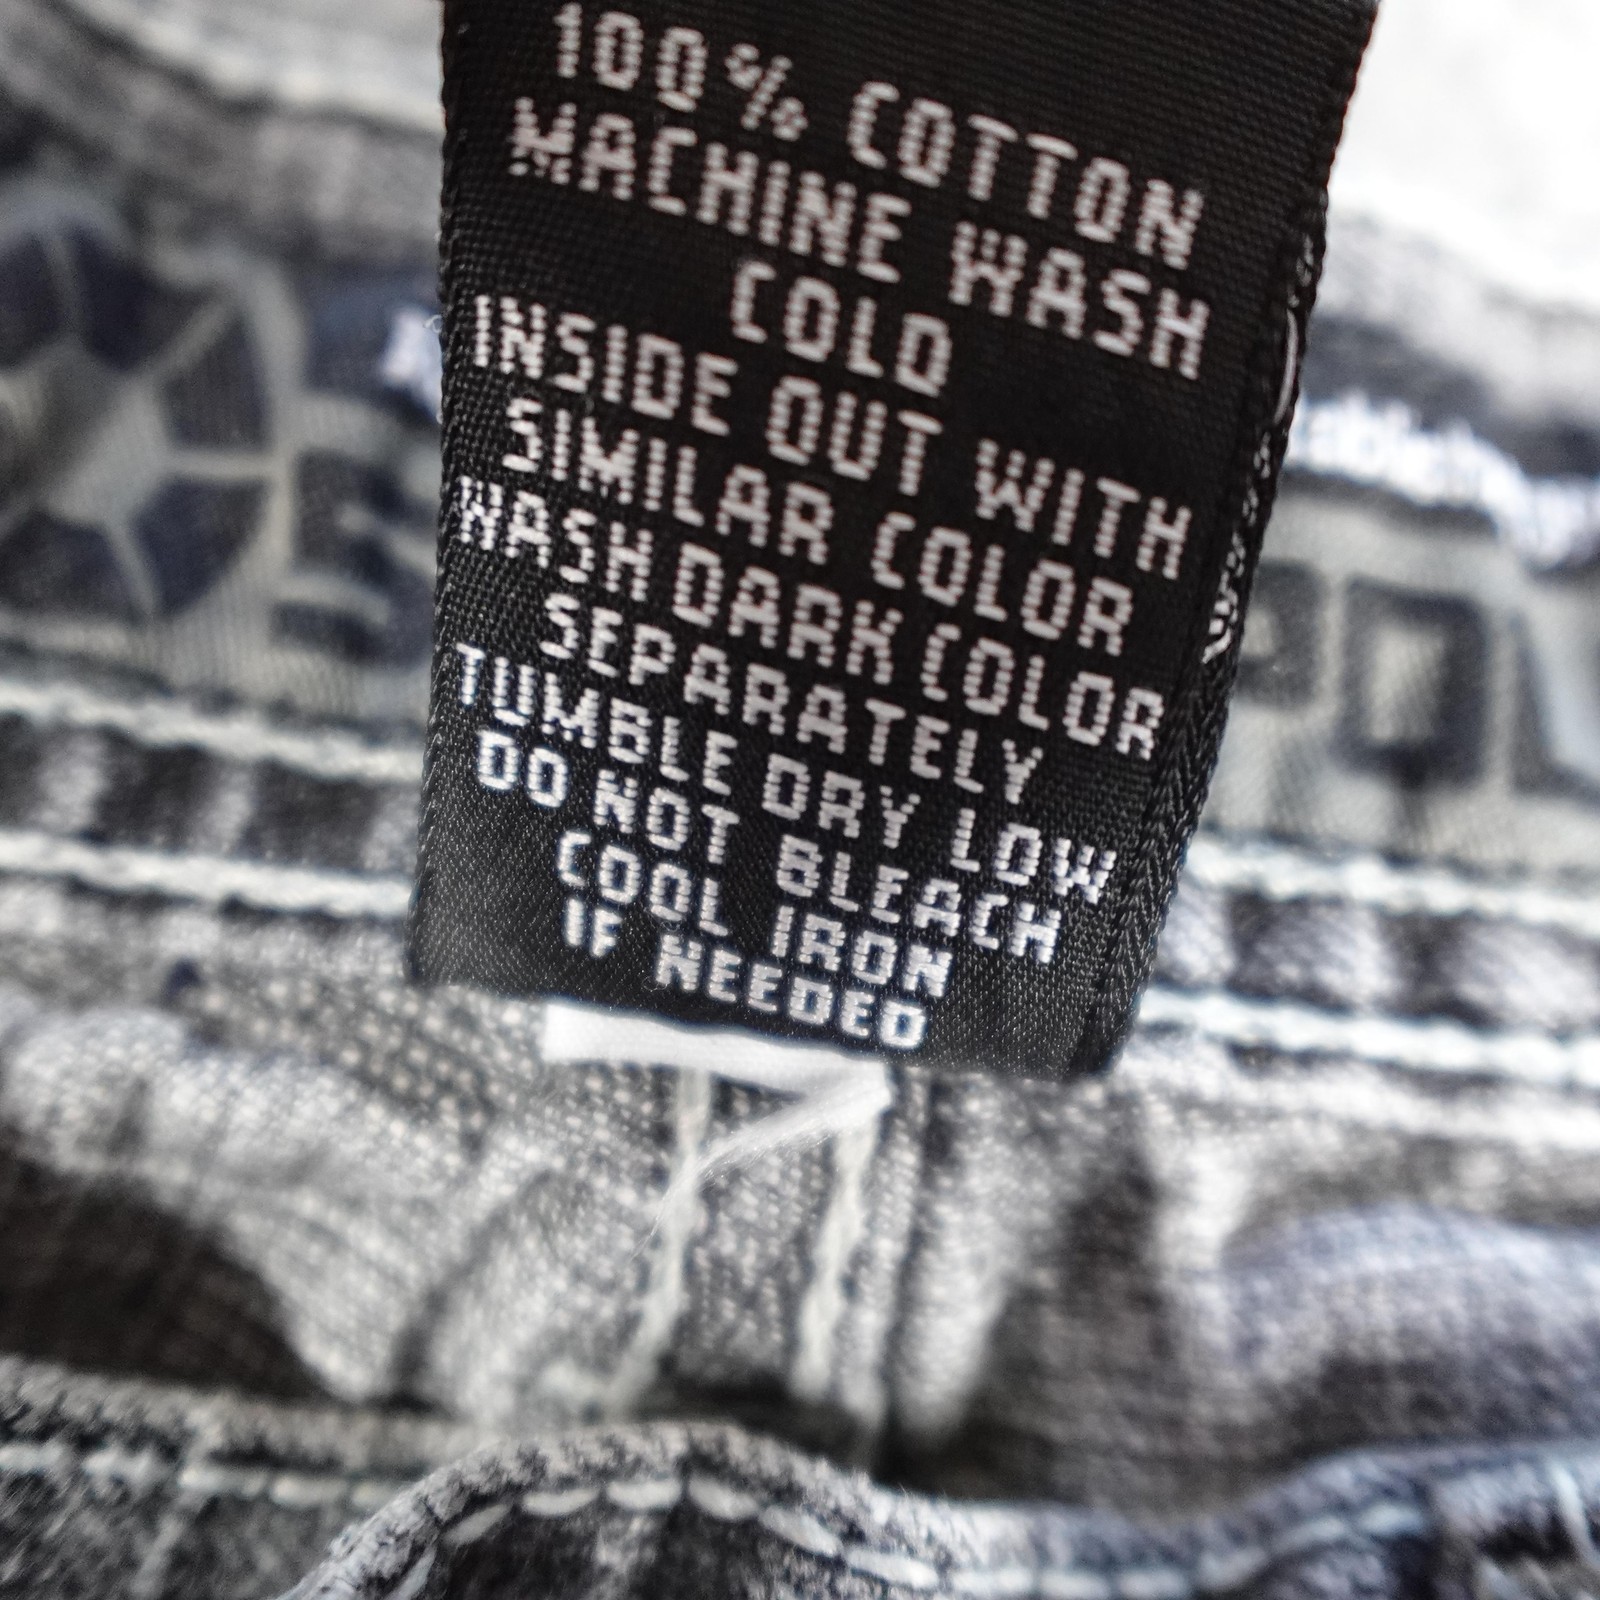 100% COTTON
MACHINE WASH
COLD
INSIDE OUT WITH
SIMILAR COLOR
WASH DARK COLOR
SEPARATELY
TUMBLE DRY LOW
DO NOT BLEACH
COOL IRON
IF NEEDED